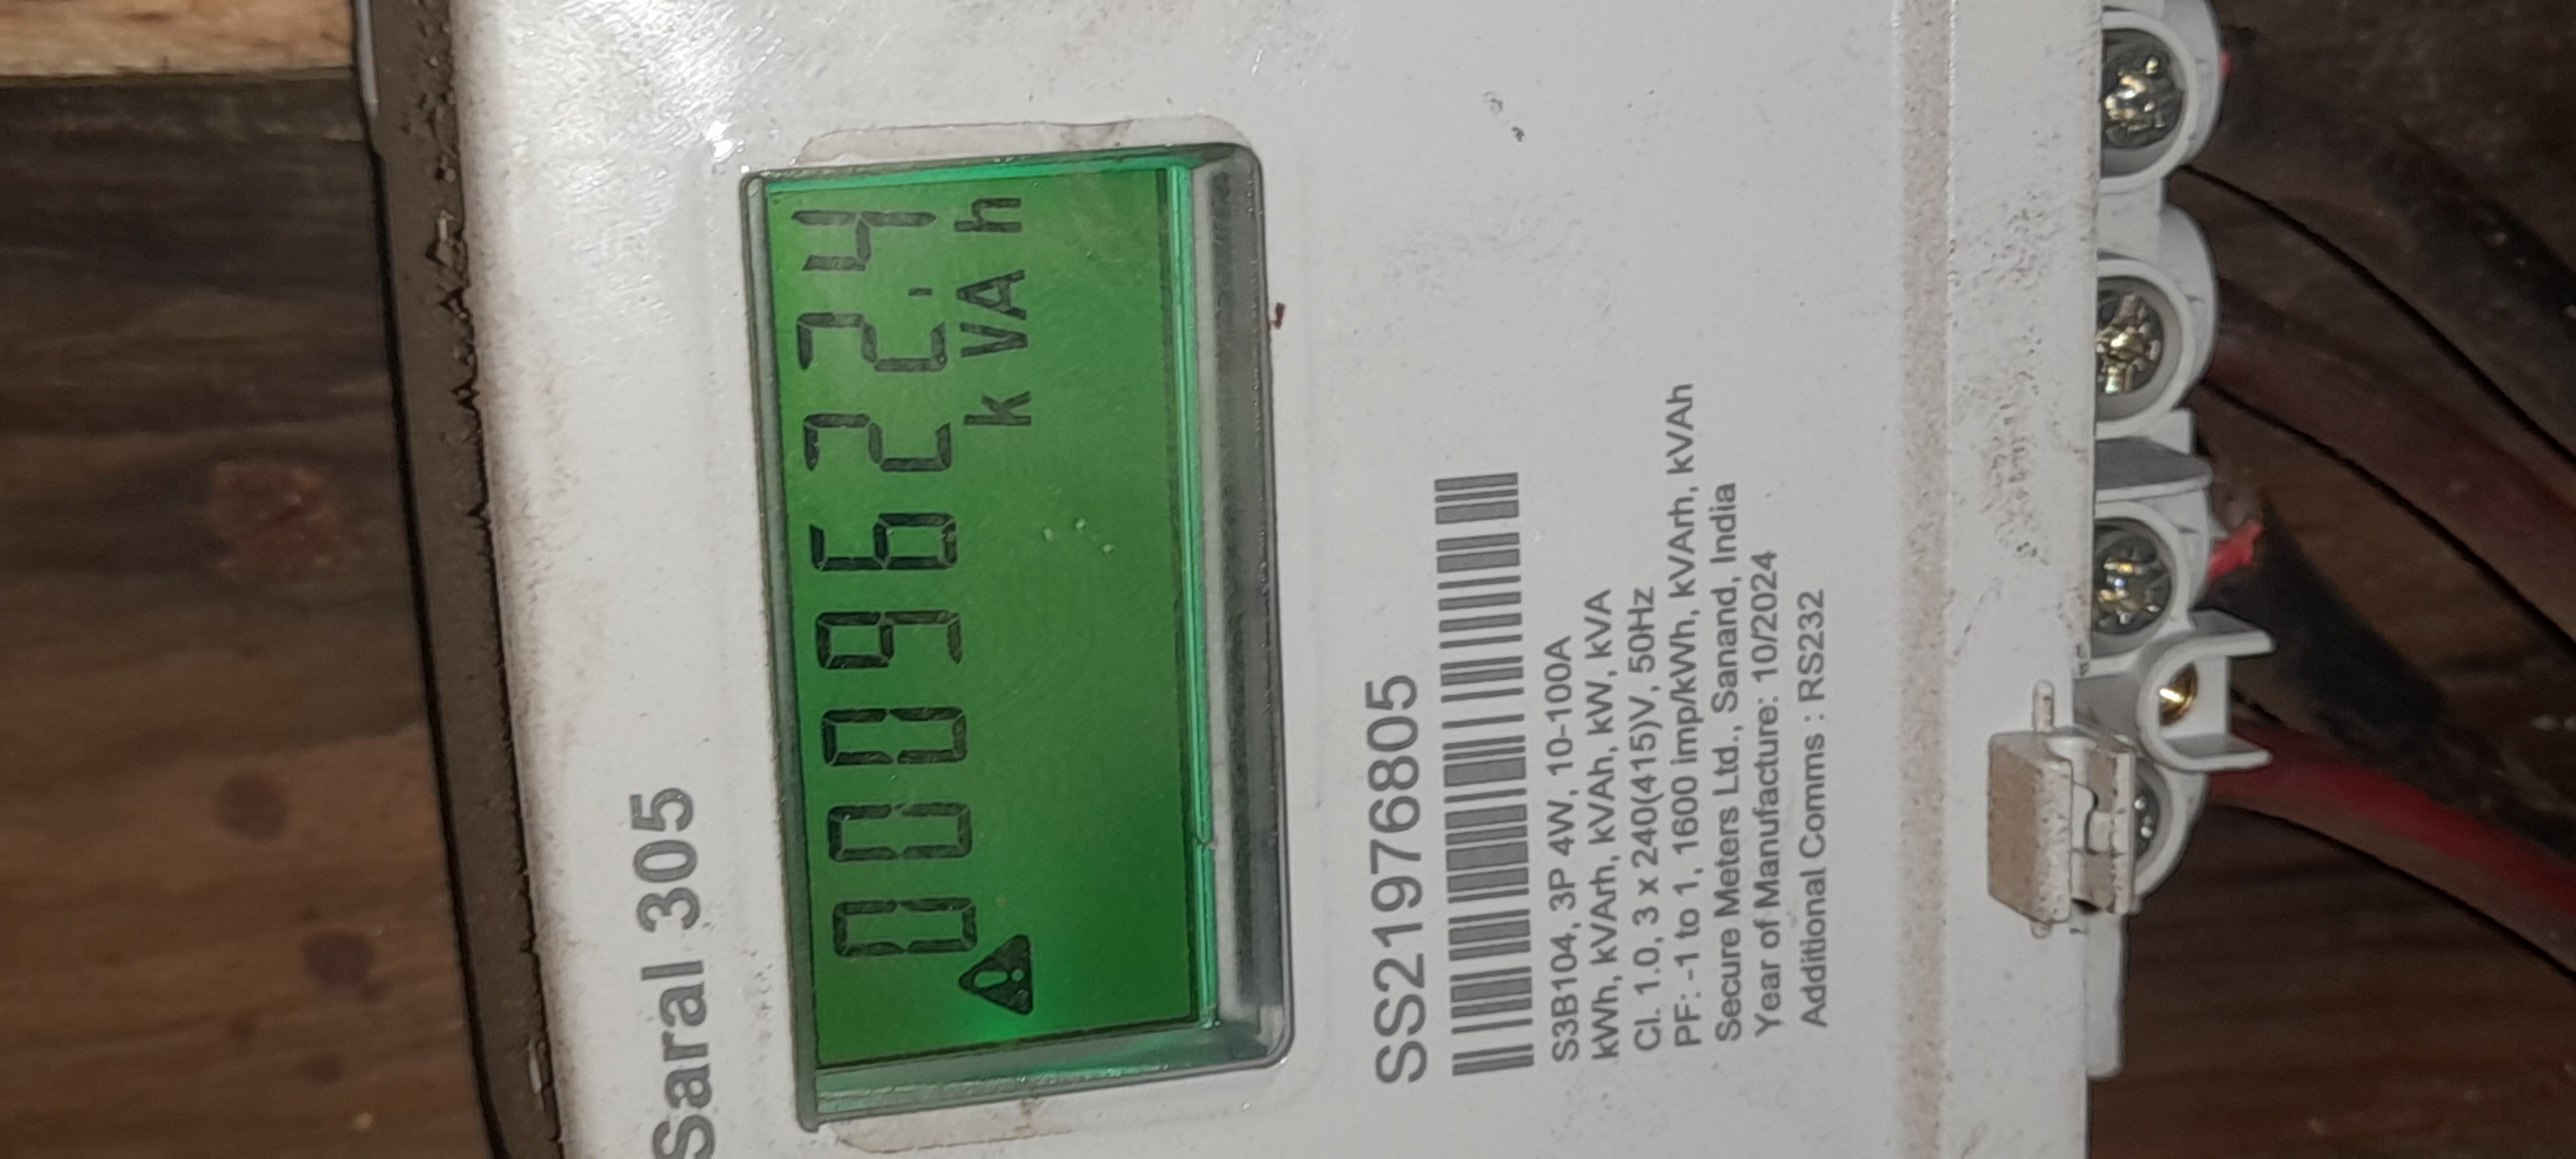 Saral 305
0009622.4
k VA h
SS21976805
S3B104, 3P 4W, 10-100A
kWh, kVArh, kVAh, kW, kVA
Cl. 1.0, 3 x 240(415)V, 50Hz
PF: -1 to 1, 1600 imp/kWh, kVArh, kVAh
Secure Meters Ltd., Sanand, India
Year of Manufacture: 10/2024
Additional Comms : RS232